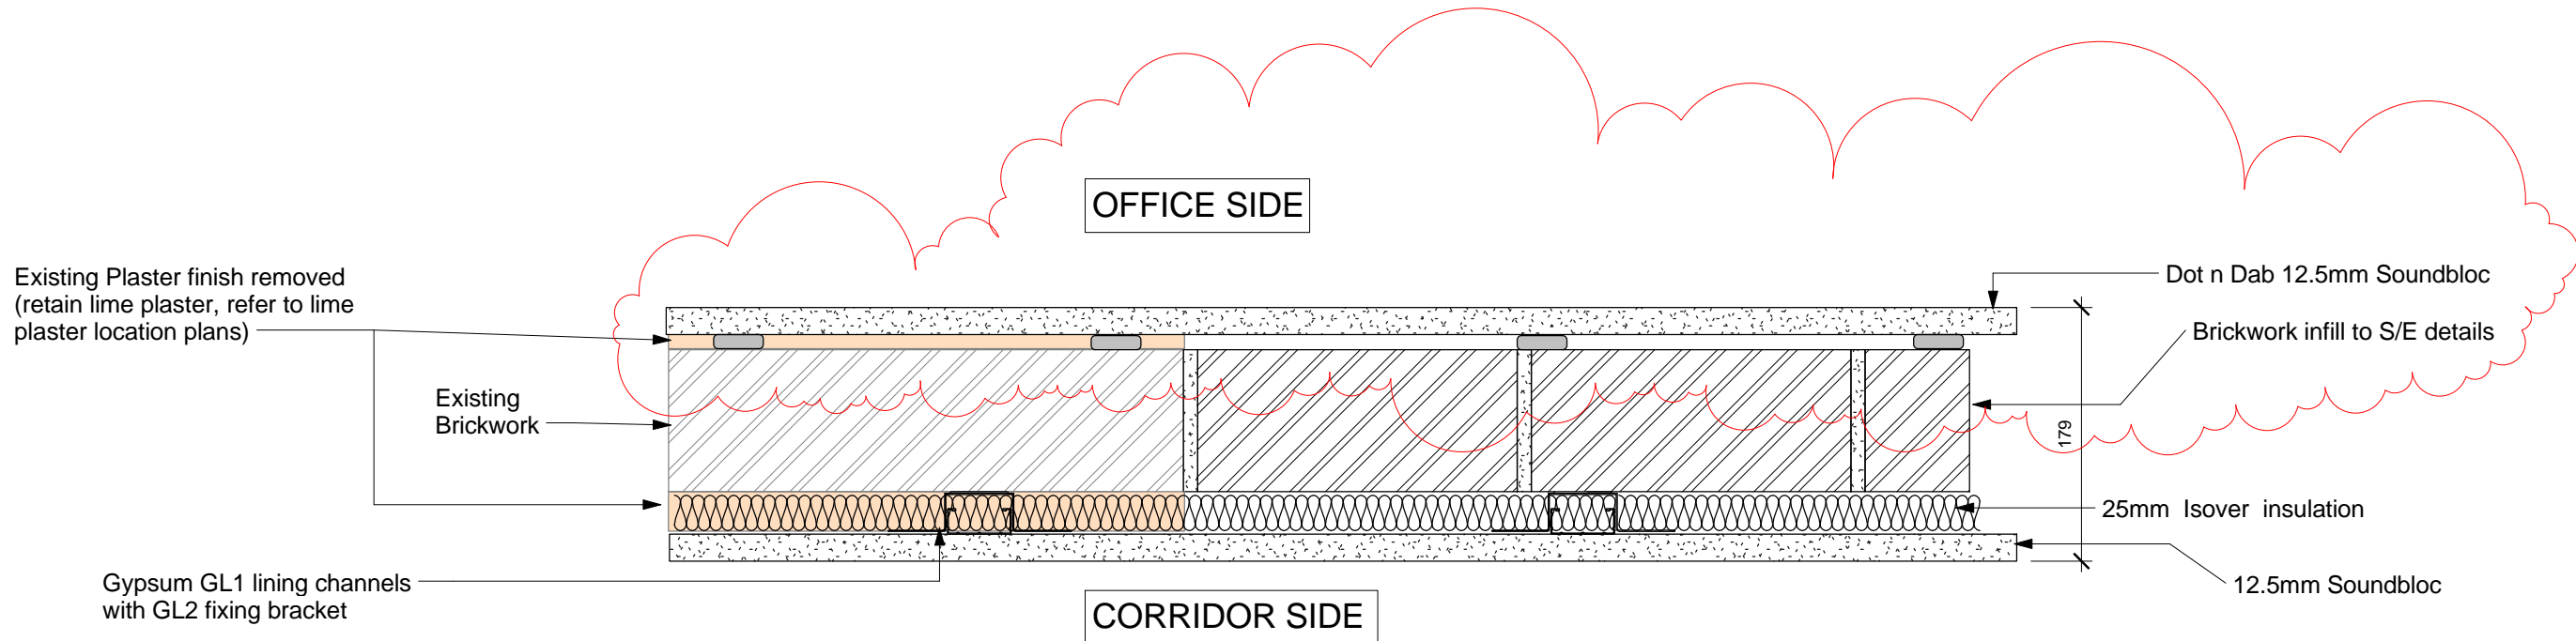 OFFICE SIDE
Existing Plaster finish removed
(retain lime plaster, refer to lime
plaster location plans)
Dot n Dab 12.5mm Soundbloc
Brickwork infill to S/E details
Existing
Brickwork
179
25mm Isover insulation
Gypsum GL1 lining channels
with GL2 fixing bracket
12.5mm Soundbloc
CORRIDOR SIDE